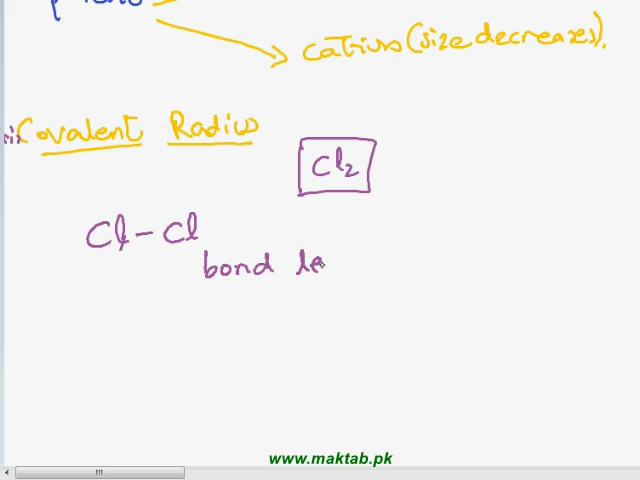 cations (size decreases).
Covalent Radius
Cl2
Cl - Cl
bond le
www.maktab.pk